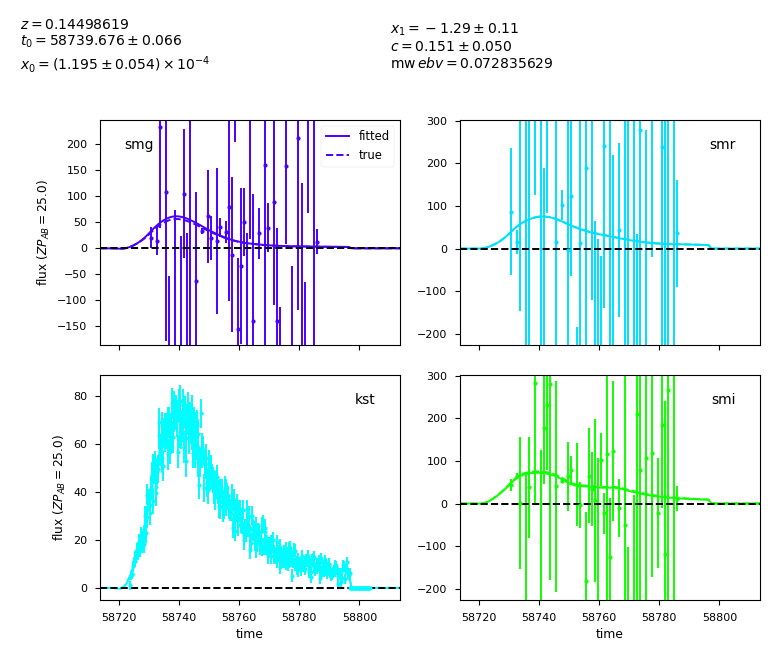 z = 0.14498619
t₀ = 58739.676 ± 0.066
x₀ = (1.195 ± 0.054) × 10⁻⁴
x₁ = −1.29 ± 0.11
c = 0.151 ± 0.050
mw ebv = 0.072835629
smg
fitted
true
200
150
100
50
0
−50
−100
−150
flux (ZP_AB = 25.0)
smr
300
200
100
0
−100
−200
kst
80
60
40
20
0
flux (ZP_AB = 25.0)
58720 58740 58760 58780 58800
time
smi
300
200
100
0
−100
−200
58720 58740 58760 58780 58800
time